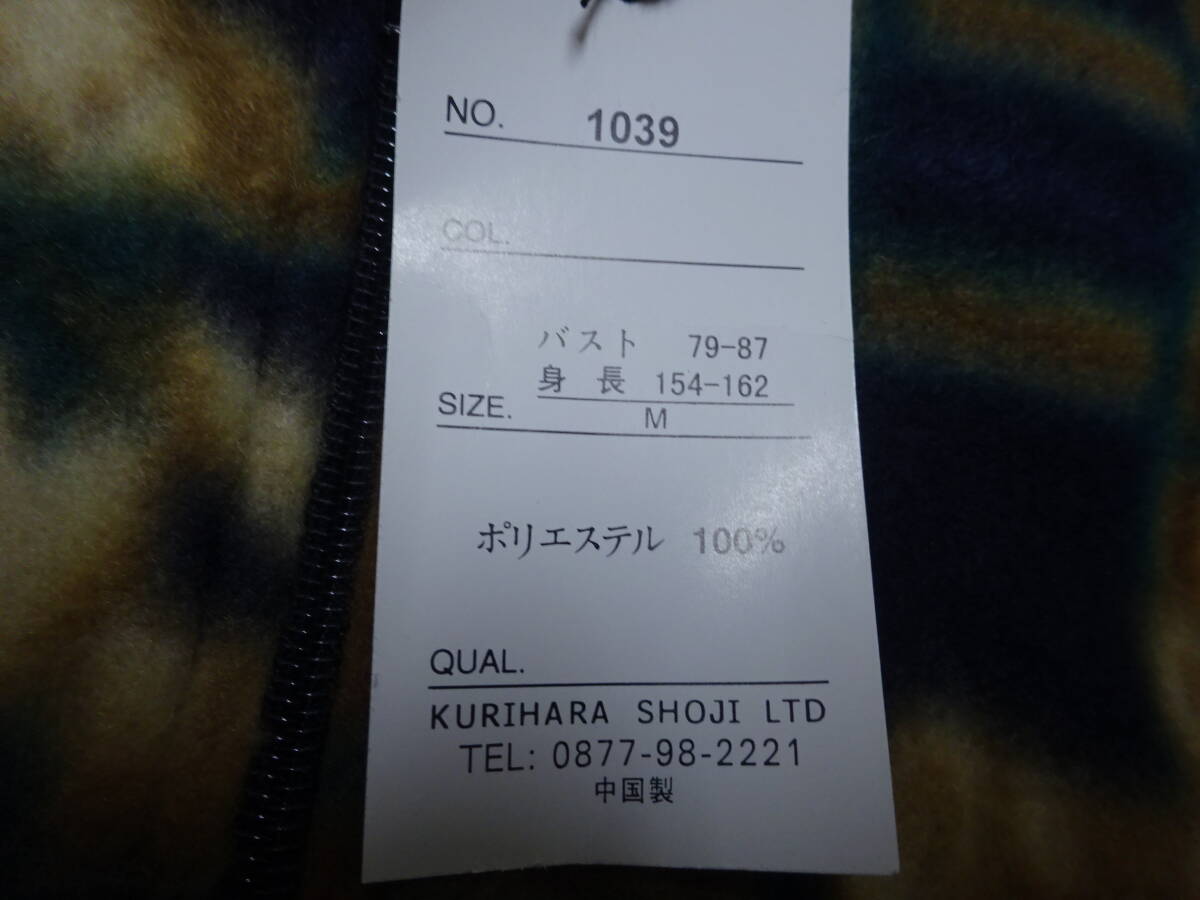 NO. 1039
COL.
バスト 79-87
身 長 154-162
SIZE. M
ポリエステル 100%
QUAL.
KURIHARA SHOJI LTD
TEL: 0877-98-2221
中国製